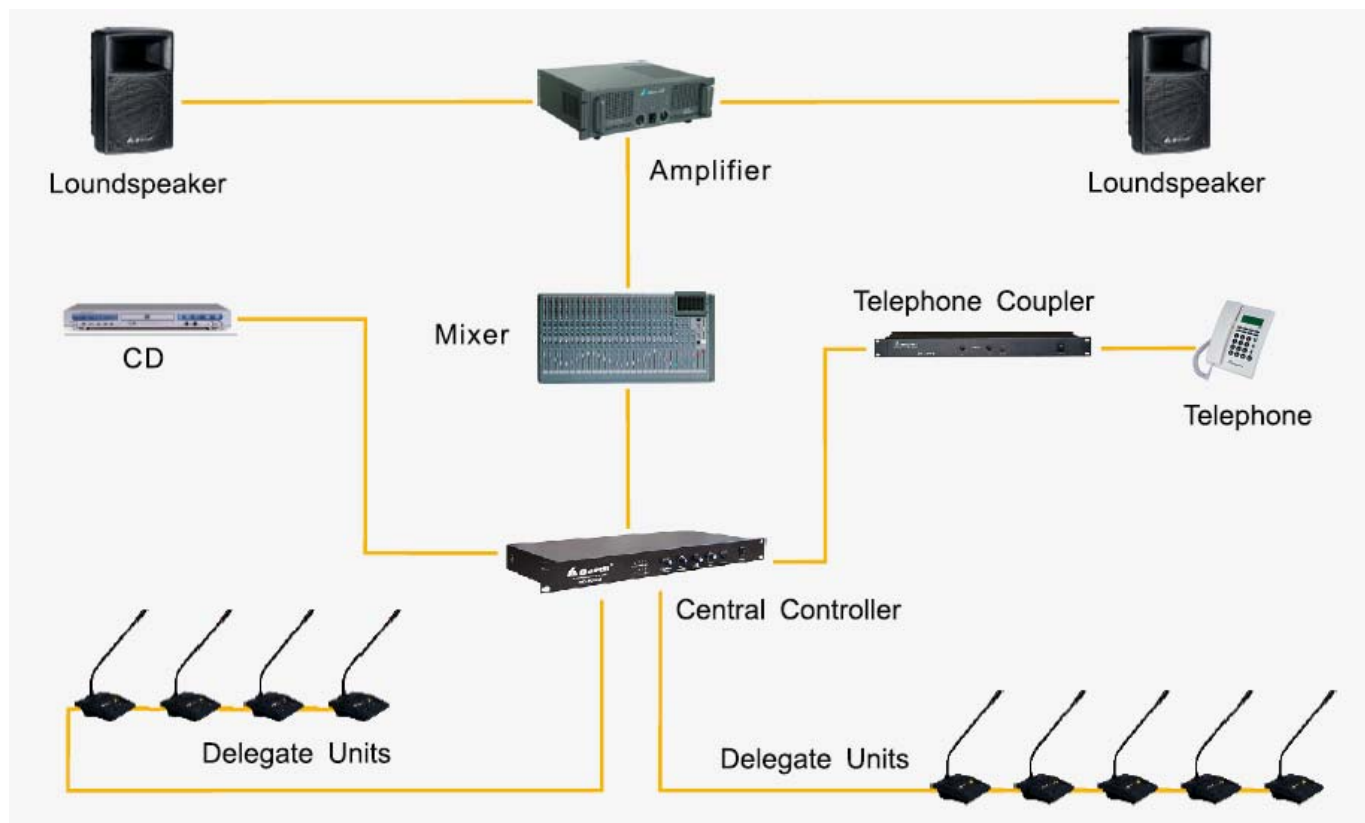 Loundspeaker
Amplifier
Loundspeaker
CD
Mixer
Telephone Coupler
Telephone
Central Controller
Delegate Units
Delegate Units